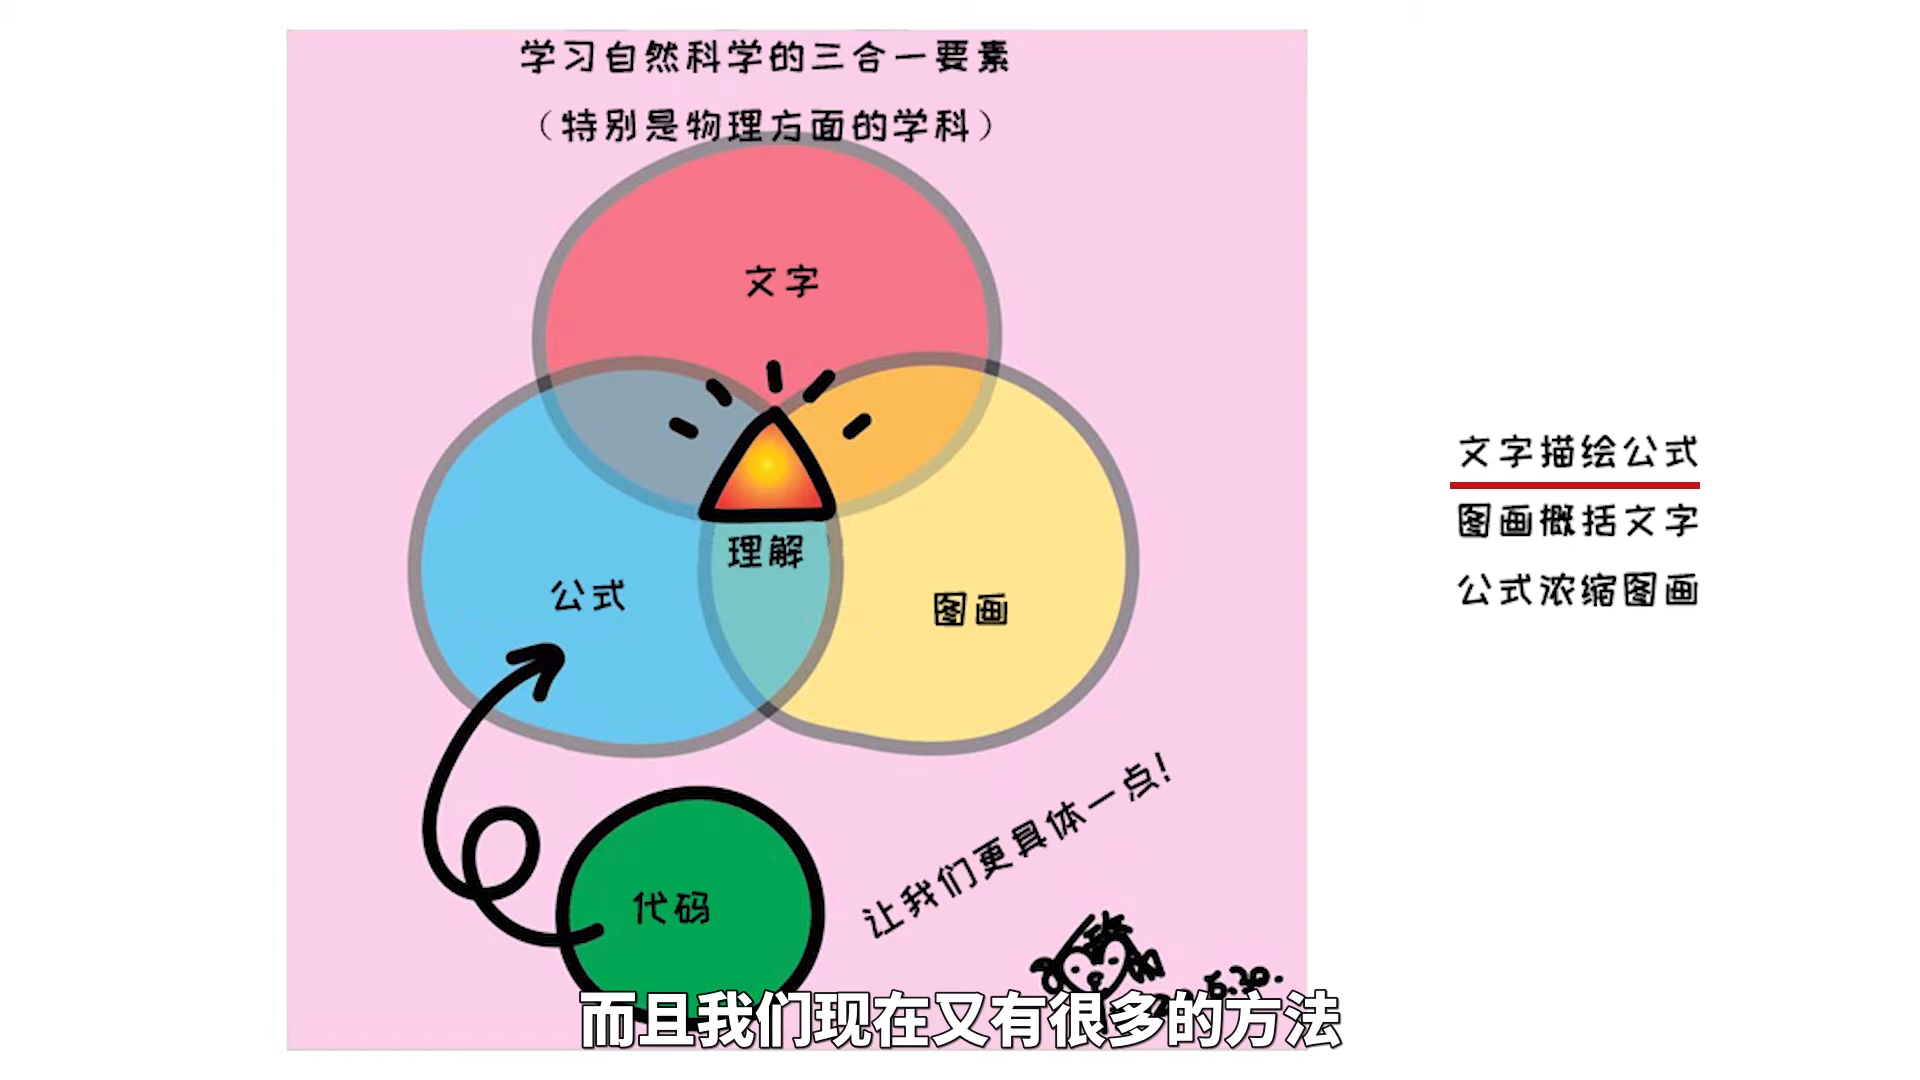 学习自然科学的三合一要素
（特别是物理方面的学科）
文字
理解
公式
图画
代码
让我们更具体一点！
文字描绘公式
图画概括文字
公式浓缩图画
而且我们现在又有很多的方法